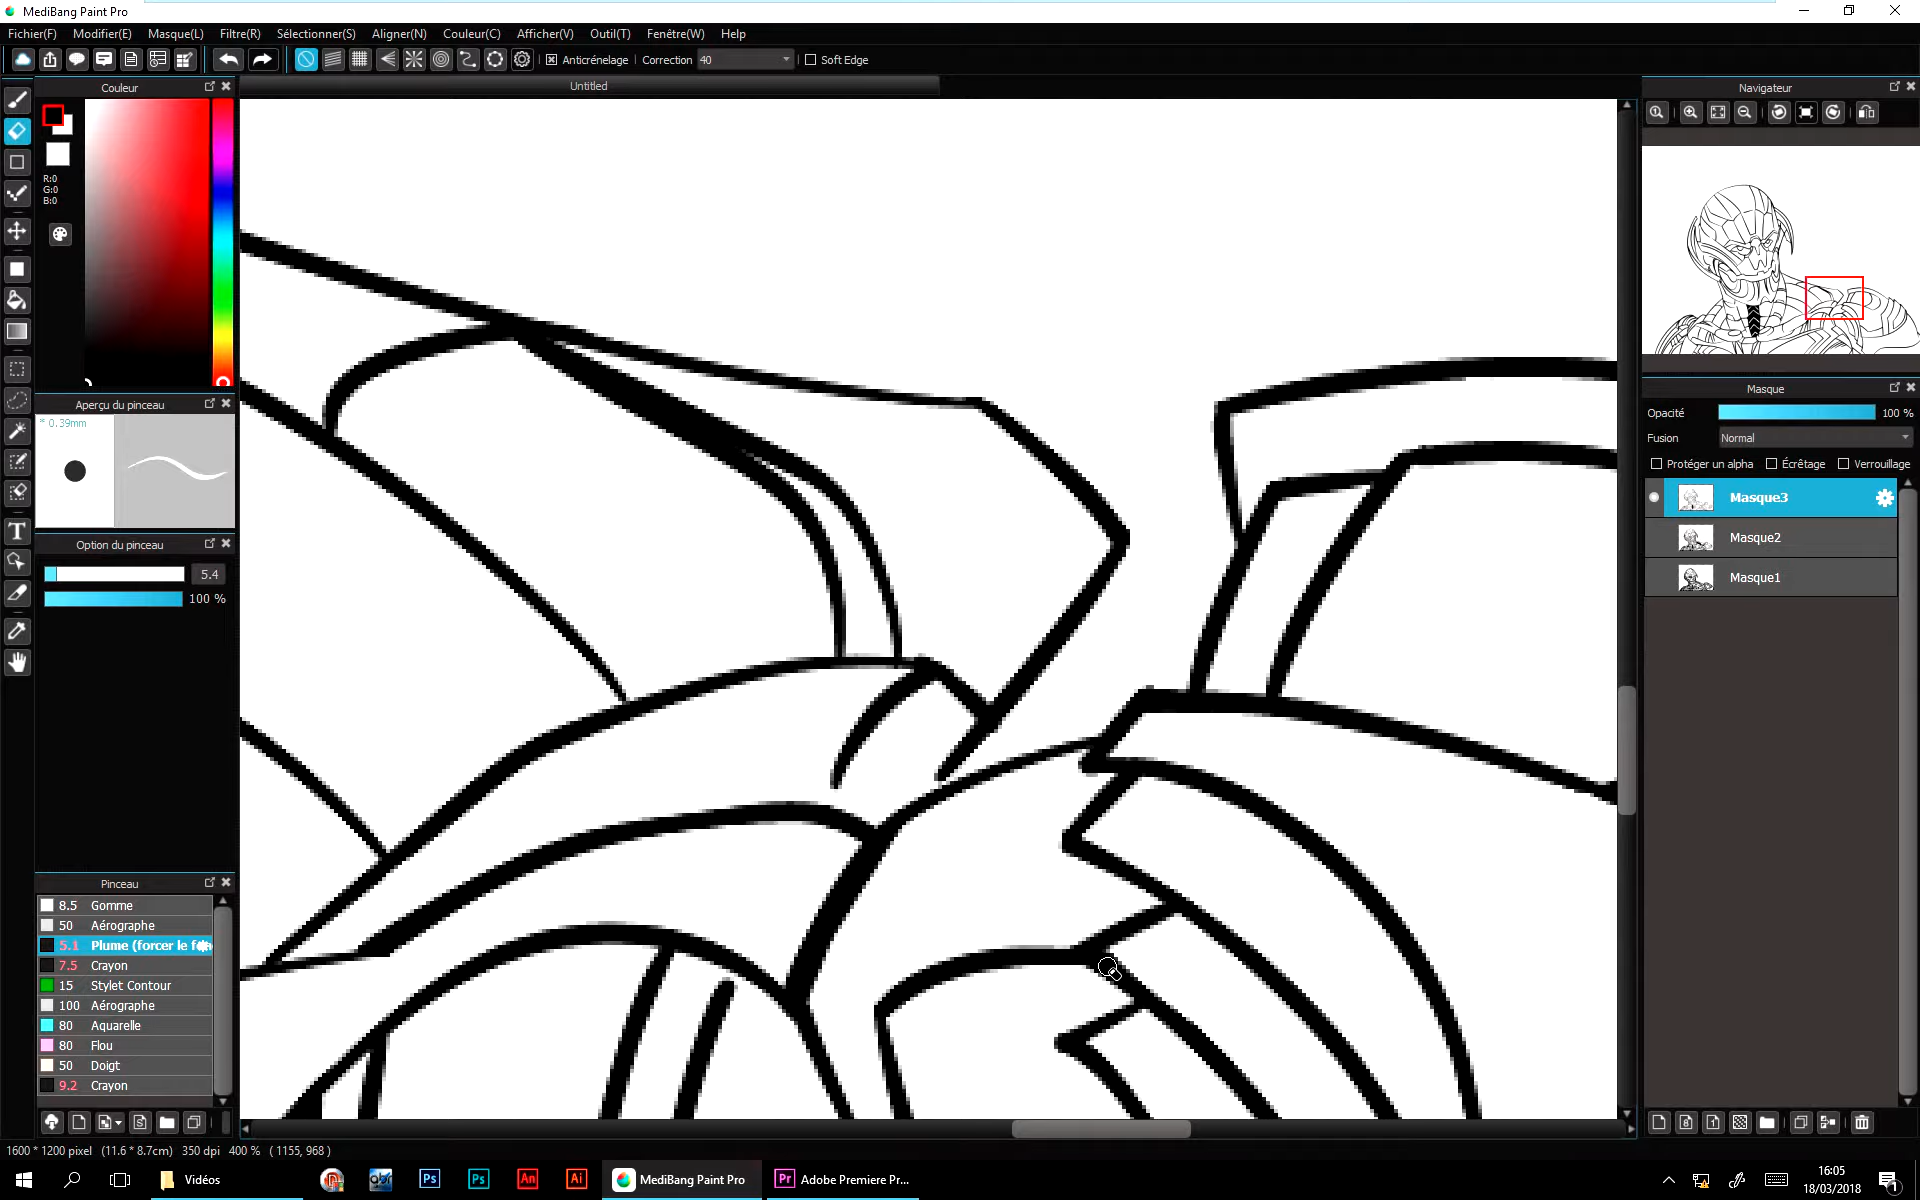 MediBang Paint Pro
Fichier(F) Modifier(E) Masque(L) Filtre(R) Sélectionner(S) Aligner(N) Couleur(C) Afficher(V) Outil(T) Fenêtre(W) Help
Anticrénelage Correction 40 Soft Edge
Couleur
Untitled
Navigateur
R:0
G:0
B:0
Masque
Aperçu du pinceau
* 0.39mm
Opacité 100 %
Fusion Normal
Protéger un alpha Écrêtage Verrouillage
Masque3
Masque2
Masque1
Option du pinceau
5.4
100 %
Pinceau
8.5 Gomme
50 Aérographe
5.1 Plume (forcer le
7.5 Crayon
15 Stylet Contour
100 Aérographe
80 Aquarelle
80 Flou
50 Doigt
9.2 Crayon
1600 * 1200 pixel (11.6 * 8.7cm) 350 dpi 400 % ( 1155, 968 )
Vidéos
Ps
Ps
An
Ai
MediBang Paint Pro
Pr
Adobe Premiere Pr...
16:05
18/03/2018